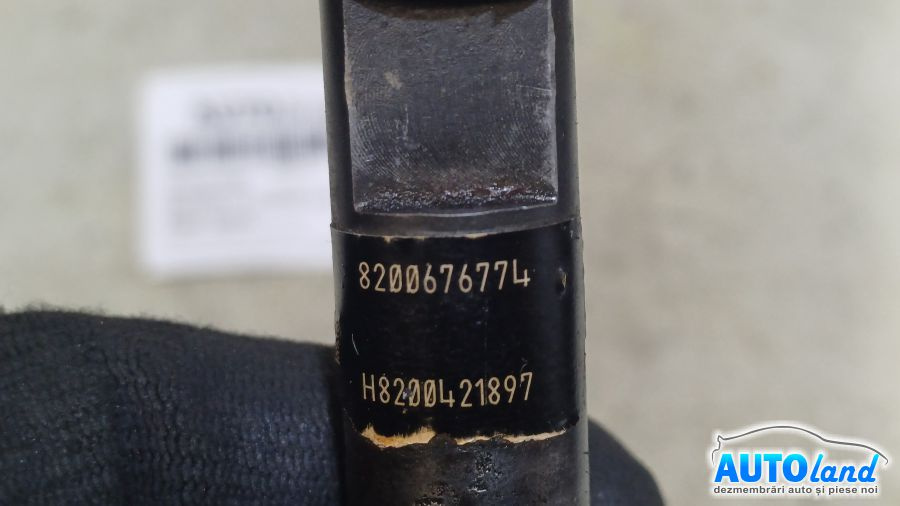 8200676774
H8200421897
AUTOland
dezmembrări auto și piese noi